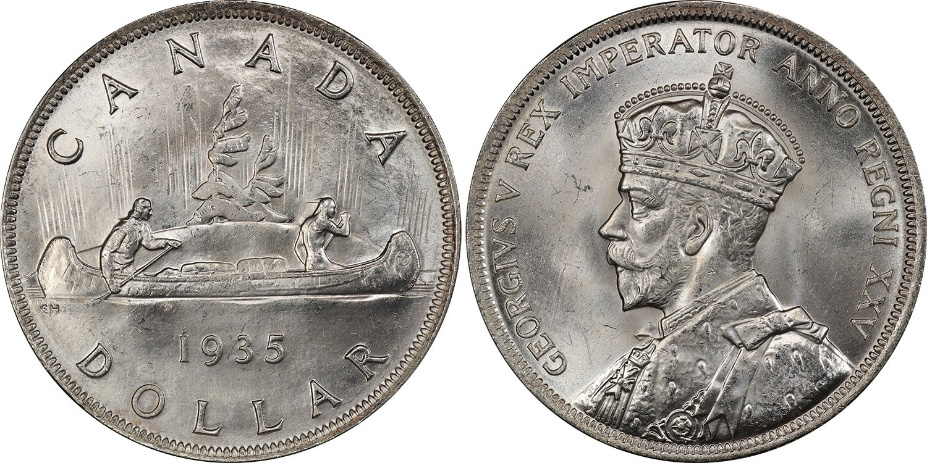 CANADA
EH
1935
DOLLAR
GEORGIVS V REX IMPERATOR ANNO REGNI XXV